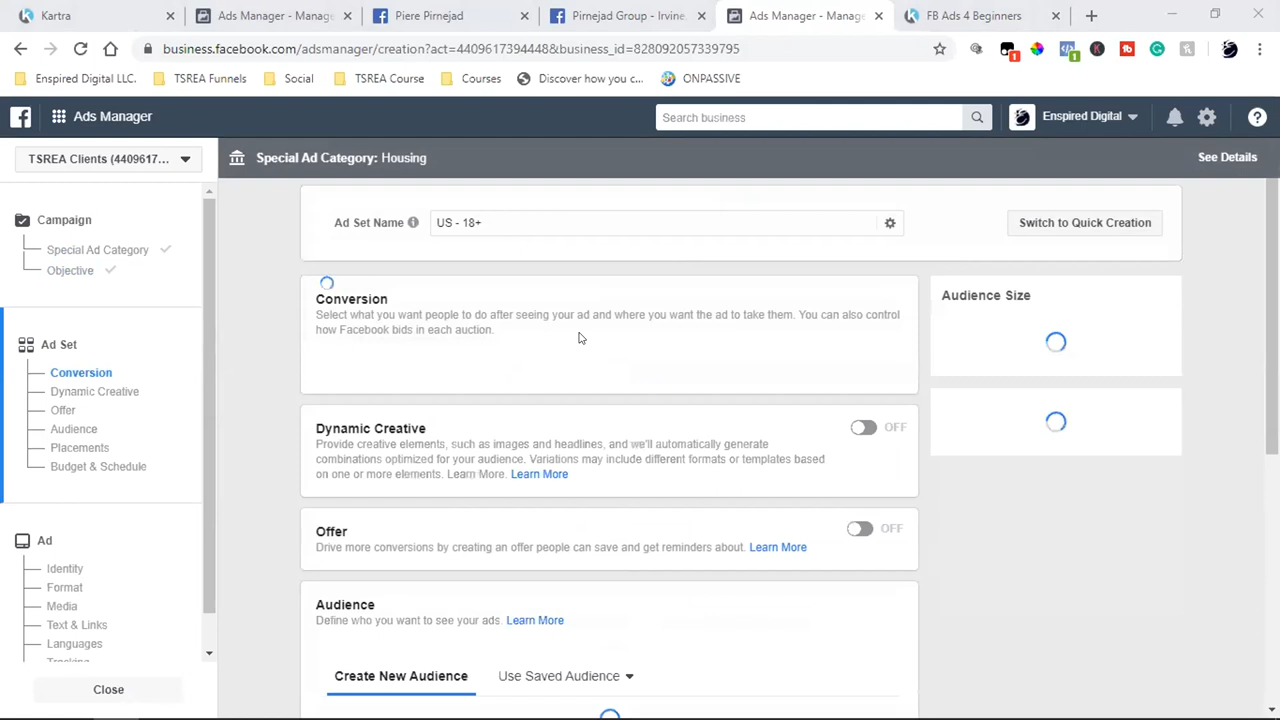 Kartra
Ads Manager - Manage
Piere Pirnejad
Pirnejad Group - Irvine,
Ads Manager - Manage
FB Ads 4 Beginners
business.facebook.com/adsmanager/creation?act=4409617394448&business_id=828092057339795
1
1
Enspired Digital LLC.
TSREA Funnels
Social
TSREA Course
Courses
Discover how you c...
ONPASSIVE
Ads Manager
Search business
Enspired Digital
TSREA Clients (4409617...
Special Ad Category: Housing
See Details
Campaign
Special Ad Category
Objective
Ad Set
Conversion
Dynamic Creative
Offer
Audience
Placements
Budget & Schedule
Ad
Identity
Format
Media
Text & Links
Languages
Tracking
Close
Ad Set Name
US - 18+
Switch to Quick Creation
Conversion
Select what you want people to do after seeing your ad and where you want the ad to take them. You can also control
how Facebook bids in each auction.
Audience Size
Dynamic Creative
OFF
Provide creative elements, such as images and headlines, and we'll automatically generate
combinations optimized for your audience. Variations may include different formats or templates based
on one or more elements. Learn More. Learn More
Offer
OFF
Drive more conversions by creating an offer people can save and get reminders about. Learn More
Audience
Define who you want to see your ads. Learn More
Create New Audience
Use Saved Audience